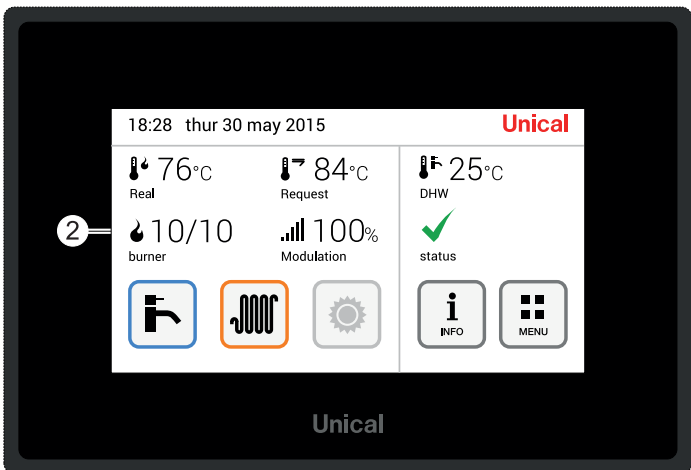 18:28 thur 30 may 2015 Unical
76°C 84°C 25°C
Real Request DHW
2 10/10 100%
burner Modulation status
INFO MENU
Unical